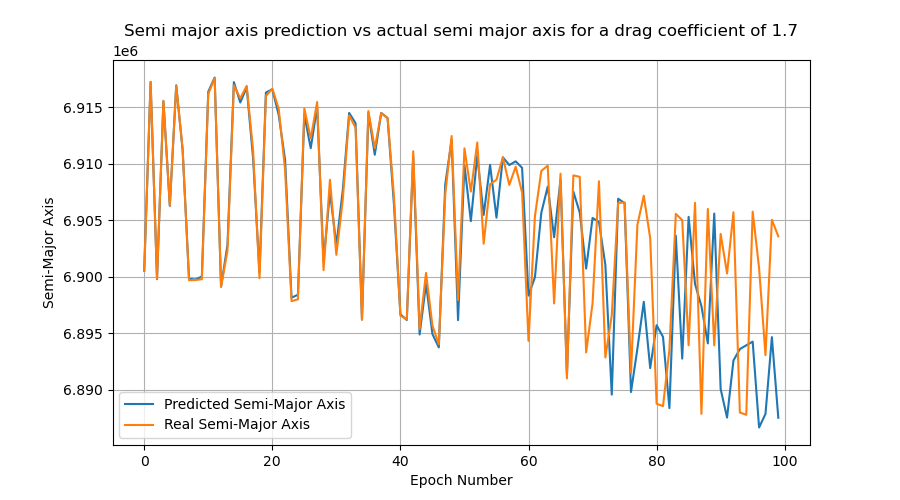 Semi major axis prediction vs actual semi major axis for a drag coefficient of 1.7
1e6
6.915
6.910
6.905
6.900
6.895
6.890
Semi-Major Axis
Predicted Semi-Major Axis
Real Semi-Major Axis
0 20 40 60 80 100
Epoch Number